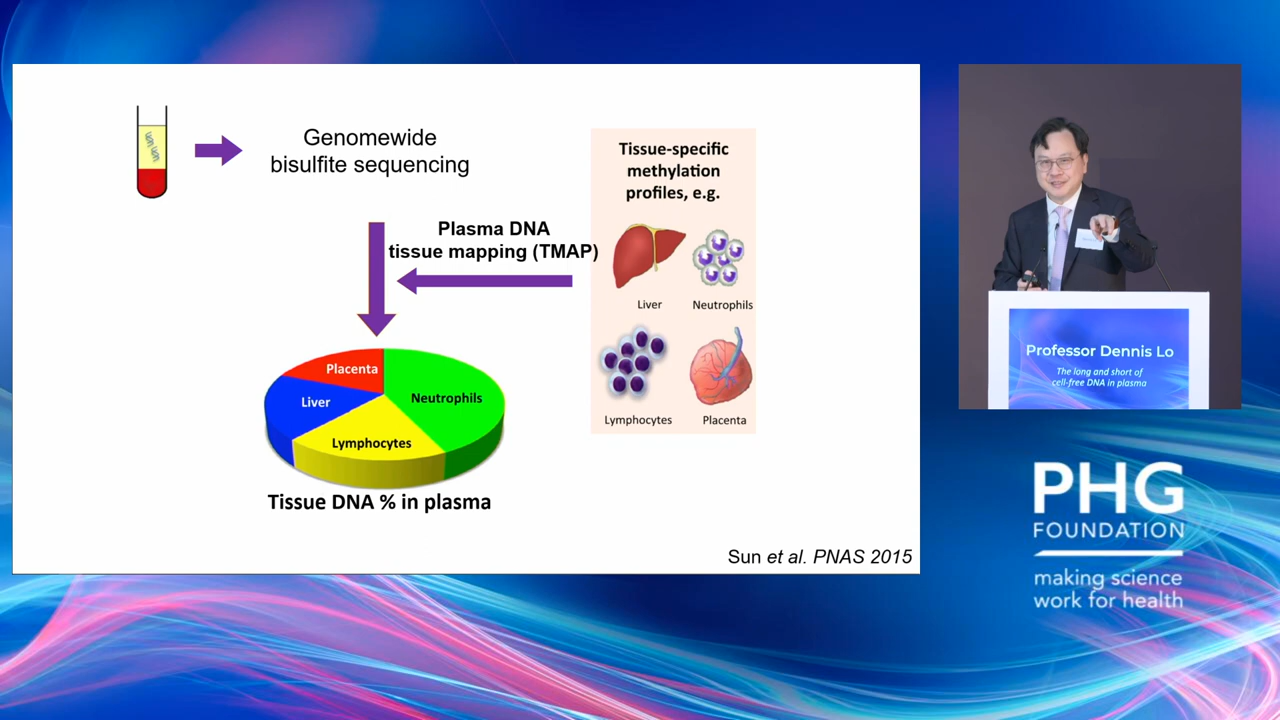 Genomewide
bisulfite sequencing
Plasma DNA
tissue mapping (TMAP)
Tissue-specific
methylation
profiles, e.g.
Liver
Neutrophils
Lymphocytes
Placenta
Placenta
Neutrophils
Liver
Lymphocytes
Tissue DNA % in plasma
Sun et al. PNAS 2015
Professor Dennis Lo
The long and short of
cell-free DNA in plasma
PHG
FOUNDATION
making science
work for health